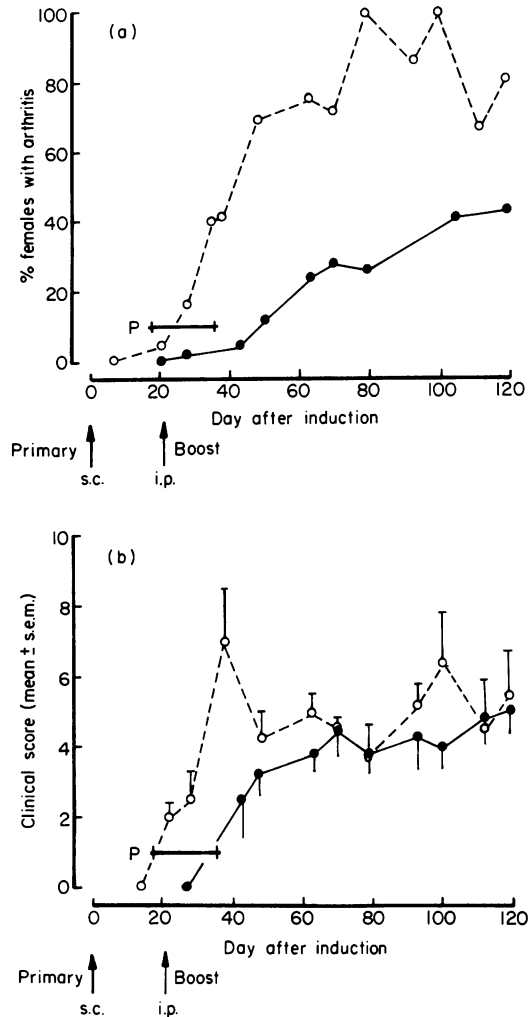 (a)
% females with arthritis
100
80
60
40
20
0
P
0 20 40 60 80 100 120
Day after induction
Primary
s.c.
Boost
i.p.
(b)
Clinical score (mean ± s.e.m.)
10
8
6
4
2
0
P
0 20 40 60 80 100 120
Day after induction
Primary
s.c.
Boost
i.p.